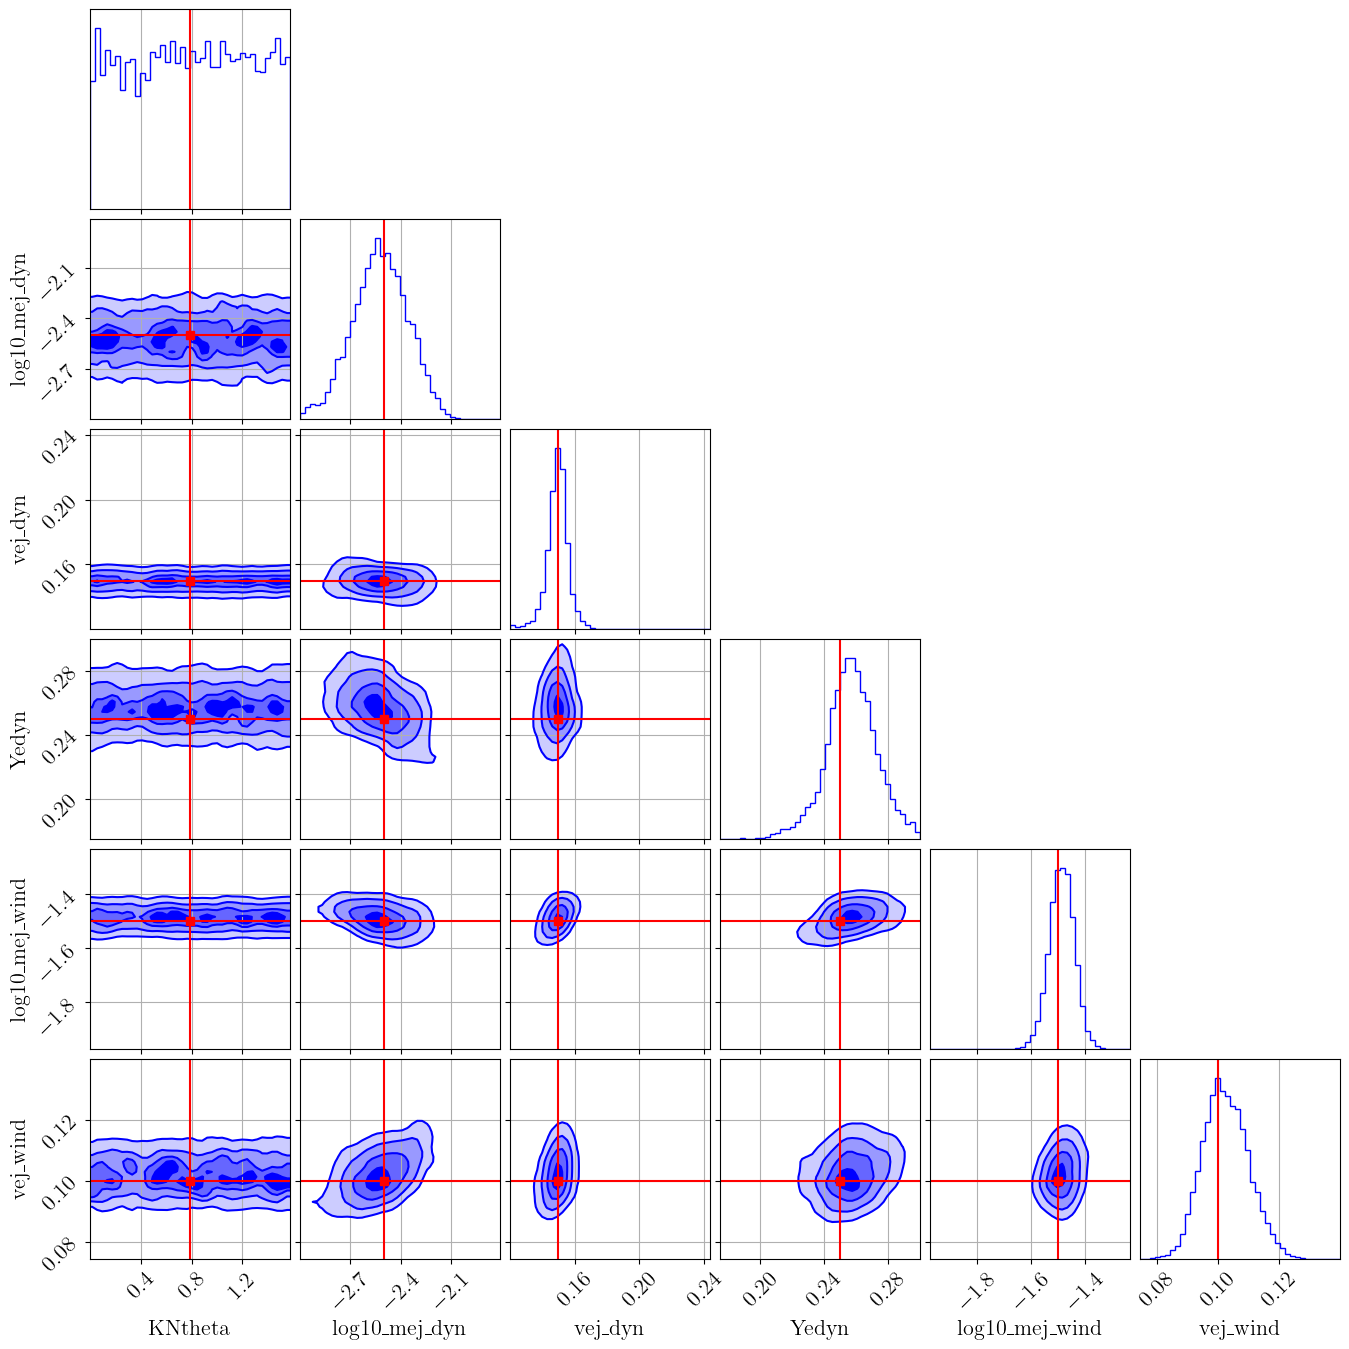 log10_mej_dyn
−2.1
−2.4
−2.7
vej_dyn
0.24
0.20
0.16
Yedyn
0.28
0.24
0.20
log10_mej_wind
−1.4
−1.6
−1.8
vej_wind
0.12
0.10
0.08
0.4 0.8 1.2 −2.7 −2.4 −2.1 0.16 0.20 0.24 0.20 0.24 0.28 −1.8 −1.6 −1.4 0.08 0.10 0.12
KNtheta log10_mej_dyn vej_dyn Yedyn log10_mej_wind vej_wind